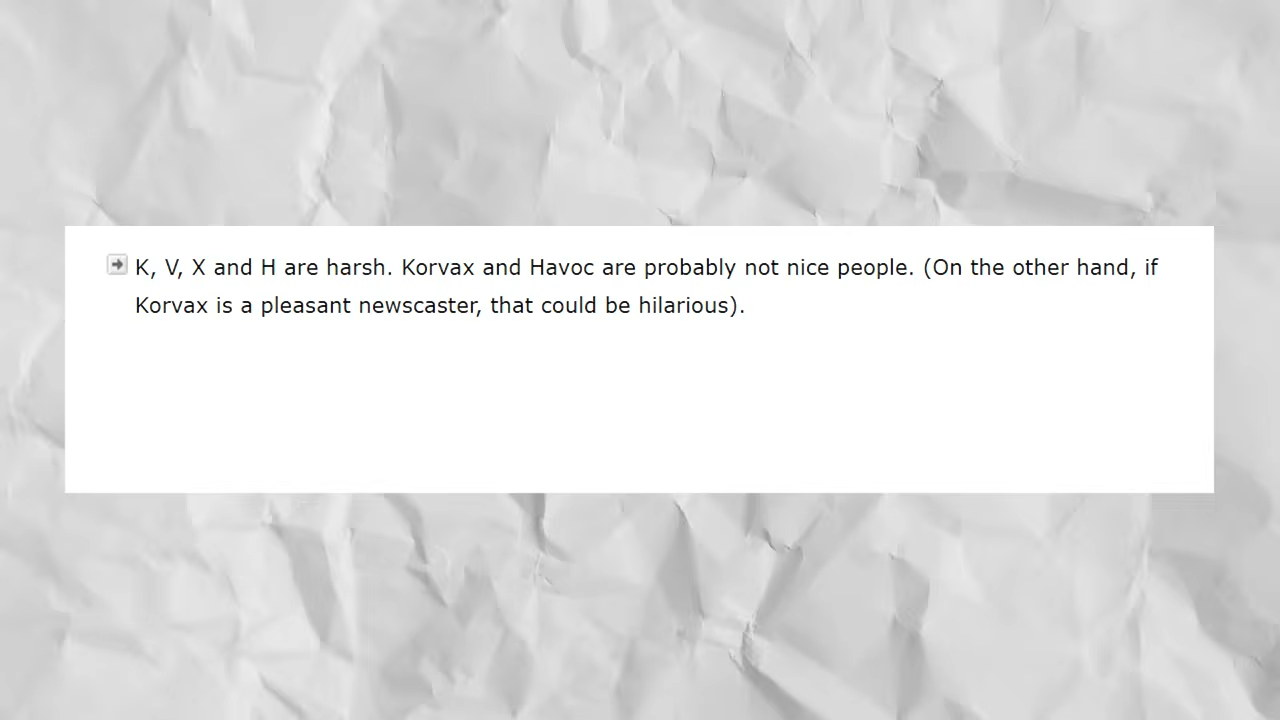 K, V, X and H are harsh. Korvax and Havoc are probably not nice people. (On the other hand, if
Korvax is a pleasant newscaster, that could be hilarious).